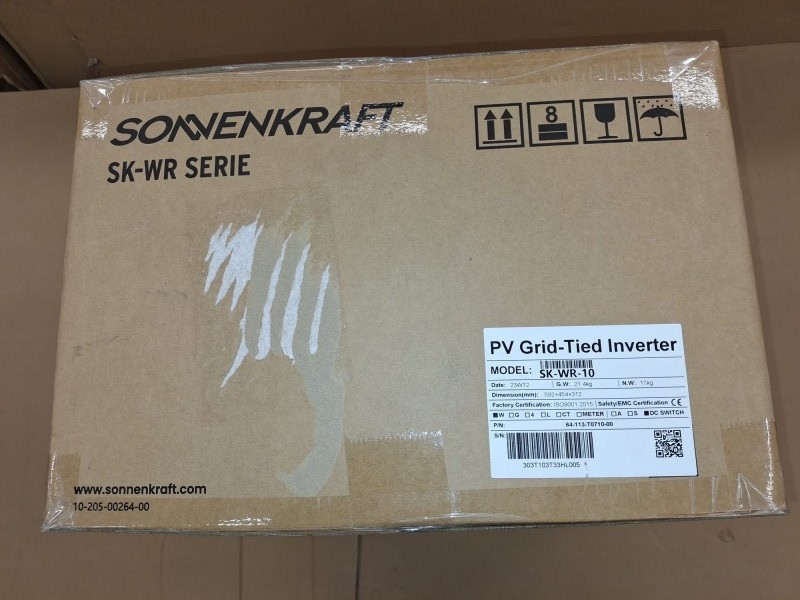 SONNENKRAFT
SK-WR SERIE
8
PV Grid-Tied Inverter
MODEL: SK-WR-10
Date: 23W12 G.W: 21.4kg N.W: 17kg
Dimension(mm): 592×454×312
Factory Certification: ISO9001:2015 Safety/EMC Certification CE
■W □G □4 □L □CT □METER □A □S ■DC SWITCH
P/N: 64-113-T0710-00
S/N:
303T103T33HL005
www.sonnenkraft.com
10-205-00264-00